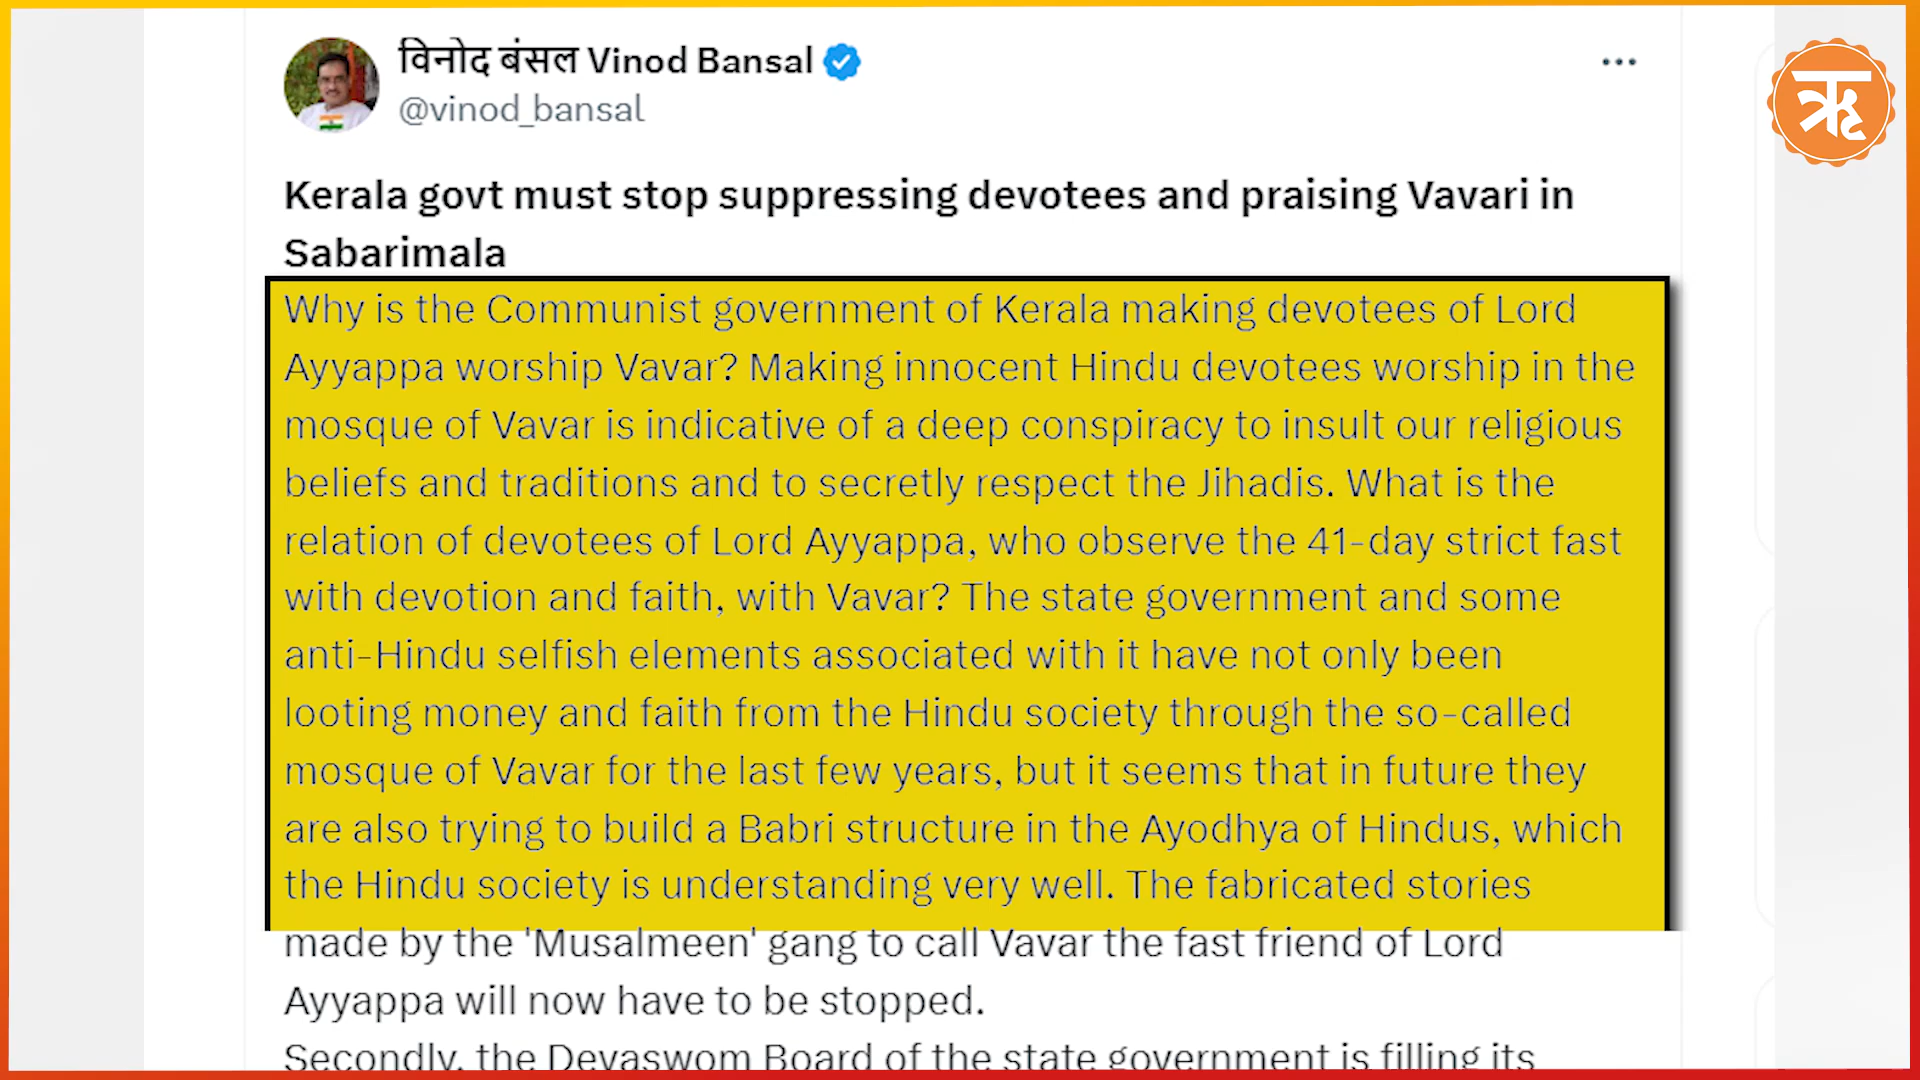 विनोद बंसल Vinod Bansal
@vinod_bansal
Kerala govt must stop suppressing devotees and praising Vavari in
Sabarimala
Why is the Communist government of Kerala making devotees of Lord
Ayyappa worship Vavar? Making innocent Hindu devotees worship in the
mosque of Vavar is indicative of a deep conspiracy to insult our religious
beliefs and traditions and to secretly respect the Jihadis. What is the
relation of devotees of Lord Ayyappa, who observe the 41-day strict fast
with devotion and faith, with Vavar? The state government and some
anti-Hindu selfish elements associated with it have not only been
looting money and faith from the Hindu society through the so-called
mosque of Vavar for the last few years, but it seems that in future they
are also trying to build a Babri structure in the Ayodhya of Hindus, which
the Hindu society is understanding very well. The fabricated stories
made by the 'Musalmeen' gang to call Vavar the fast friend of Lord
Ayyappa will now have to be stopped.
Secondly, the Devaswom Board of the state government is filling its
ऋ